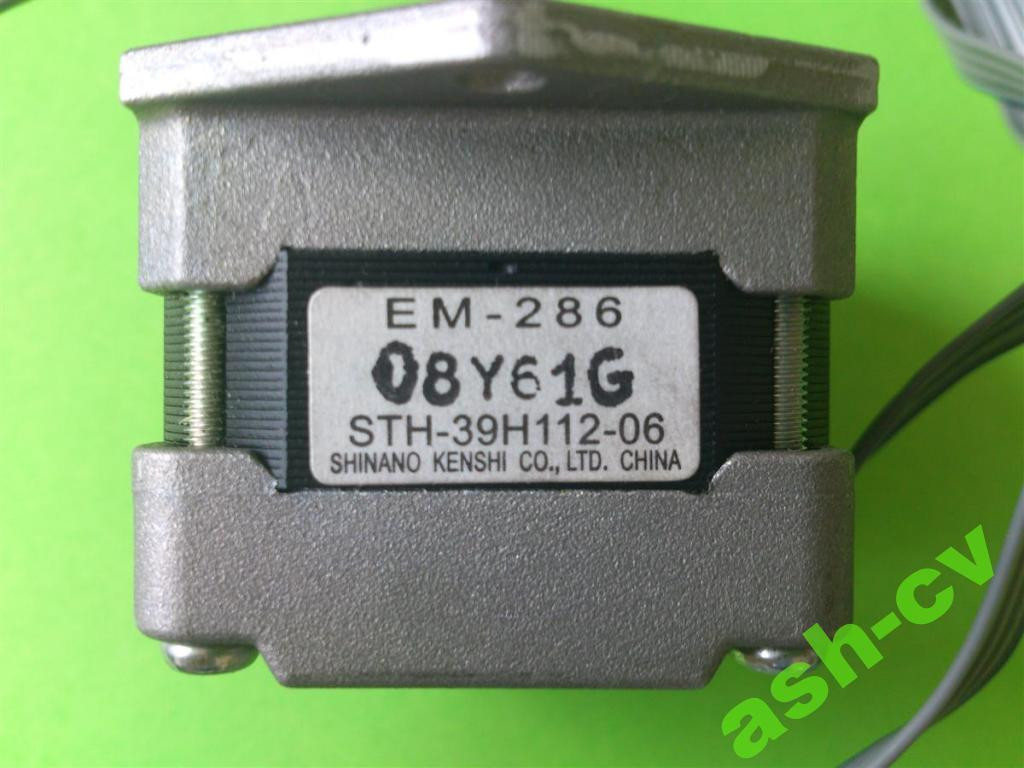 EM-286
08Y61G
STH-39H112-06
SHINANO KENSHI CO., LTD. CHINA
ash-cv